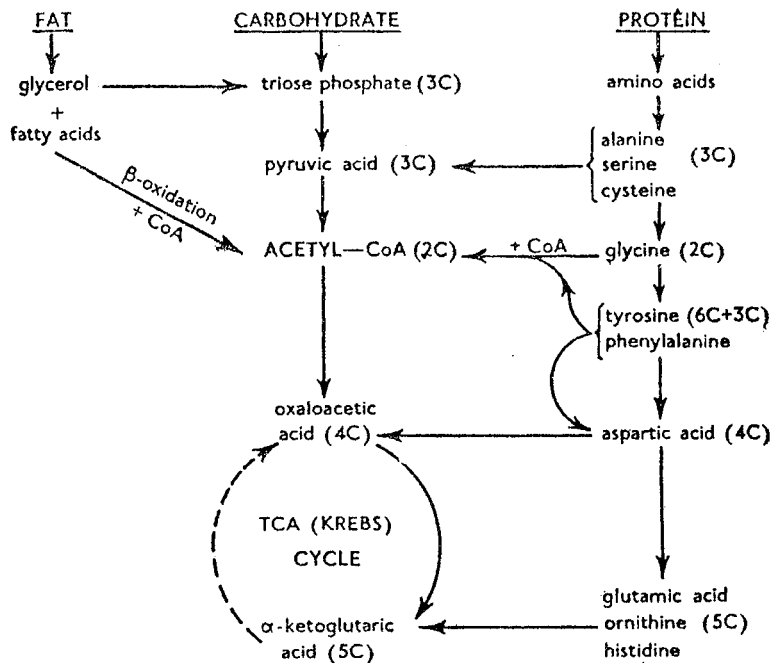 FAT
CARBOHYDRATE
PROTEIN
glycerol
+
fatty acids
triose phosphate (3C)
amino acids
pyruvic acid (3C)
alanine
serine
cysteine
(3C)
β-oxidation
+ CoA
ACETYL—CoA (2C)
+ CoA
glycine (2C)
tyrosine (6C+3C)
phenylalanine
oxaloacetic
acid (4C)
aspartic acid (4C)
TCA (KREBS)
CYCLE
α-ketoglutaric
acid (5C)
glutamic acid
ornithine (5C)
histidine